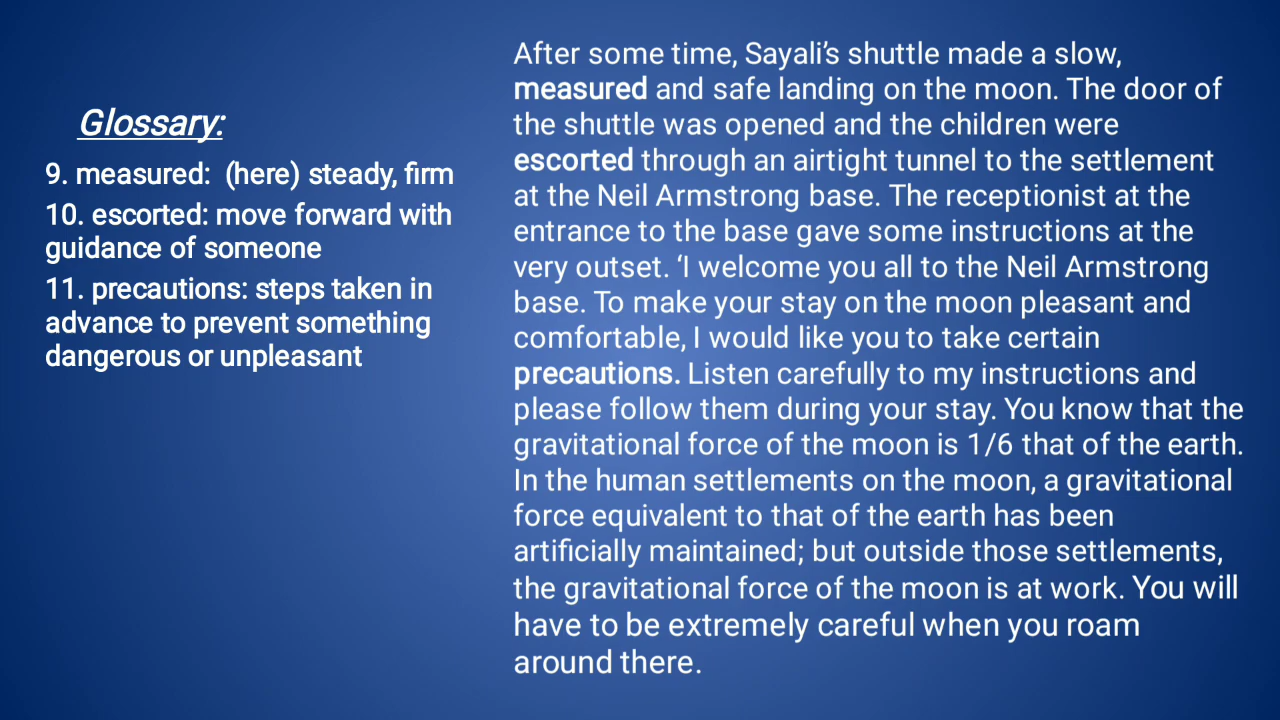 Glossary:
9. measured: (here) steady, firm
10. escorted: move forward with
guidance of someone
11. precautions: steps taken in
advance to prevent something
dangerous or unpleasant
After some time, Sayali’s shuttle made a slow,
measured and safe landing on the moon. The door of
the shuttle was opened and the children were
escorted through an airtight tunnel to the settlement
at the Neil Armstrong base. The receptionist at the
entrance to the base gave some instructions at the
very outset. ‘I welcome you all to the Neil Armstrong
base. To make your stay on the moon pleasant and
comfortable, I would like you to take certain
precautions. Listen carefully to my instructions and
please follow them during your stay. You know that the
gravitational force of the moon is 1/6 that of the earth.
In the human settlements on the moon, a gravitational
force equivalent to that of the earth has been
artificially maintained; but outside those settlements,
the gravitational force of the moon is at work. You will
have to be extremely careful when you roam
around there.